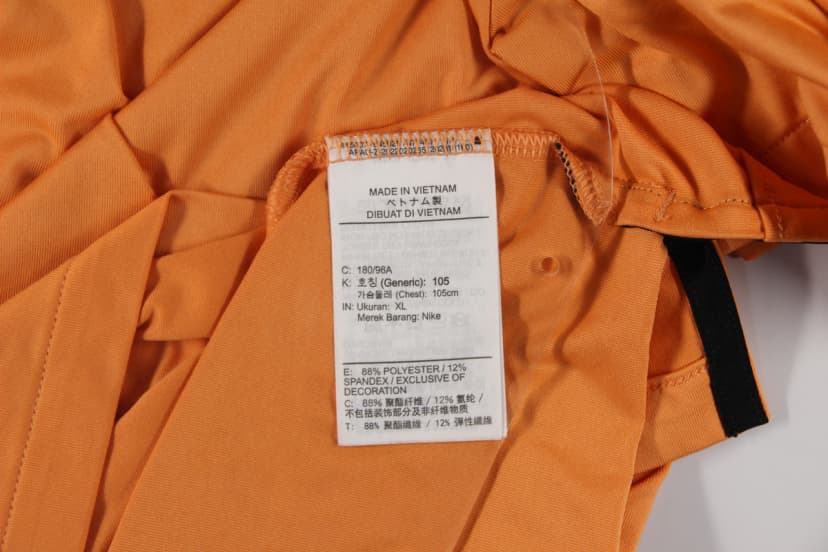 MADE IN VIETNAM
ベトナム製
DIBUAT DI VIETNAM
C: 180/96A
K: 호칭 (Generic): 105
가슴둘레 (Chest): 105cm
IN: Ukuran: XL
Merek Barang: Nike
E: 88% POLYESTER / 12%
SPANDEX / EXCLUSIVE OF
DECORATION
C: 88% 聚酯纤维 / 12% 氨纶 /
不包括装饰部分及非纤维物质
T: 88% 聚酯纖維 / 12% 弹性纖維